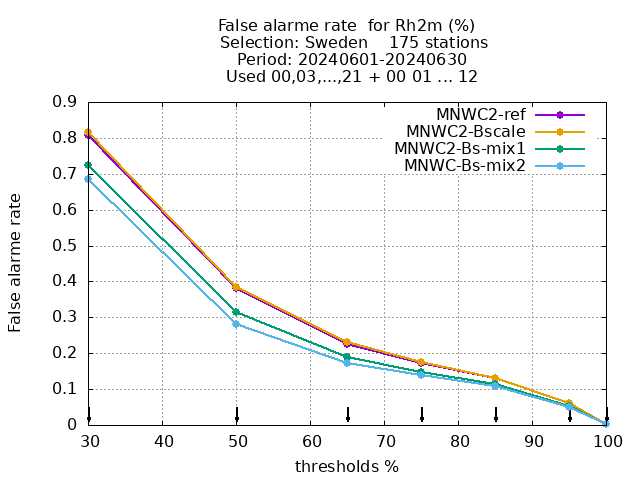 False alarme rate  for Rh2m (%)
Selection: Sweden    175 stations
Period: 20240601-20240630
Used 00,03,...,21 + 00 01 ... 12
MNWC2-ref
MNWC2-Bscale
MNWC2-Bs-mix1
MNWC-Bs-mix2
False alarme rate
0.9
0.8
0.7
0.6
0.5
0.4
0.3
0.2
0.1
0
30 40 50 60 70 80 90 100
thresholds %